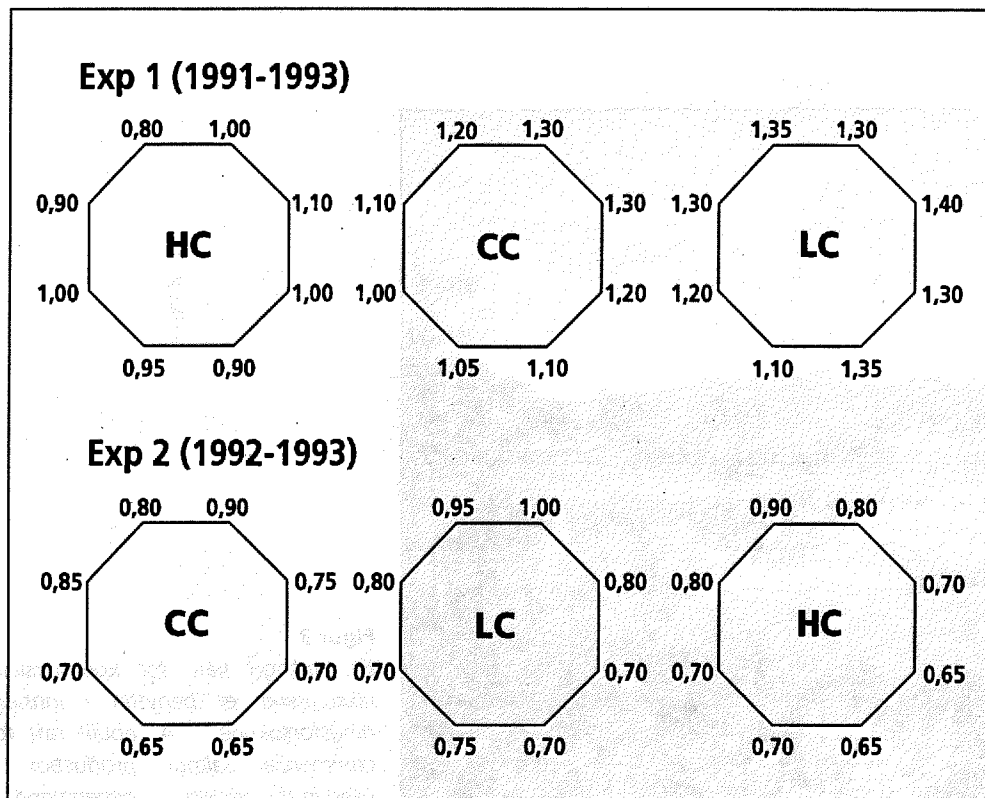 Exp 1 (1991-1993)
0,80 1,00 1,20 1,30 1,35 1,30
0,90 1,10 1,10 1,30 1,30 1,40
HC CC LC
1,00 1,00 1,00 1,20 1,20 1,30
0,95 0,90 1,05 1,10 1,10 1,35
Exp 2 (1992-1993)
0,80 0,90 0,95 1,00 0,90 0,80
0,85 0,75 0,80 0,80 0,80 0,70
CC LC HC
0,70 0,70 0,70 0,70 0,70 0,65
0,65 0,65 0,75 0,70 0,70 0,65